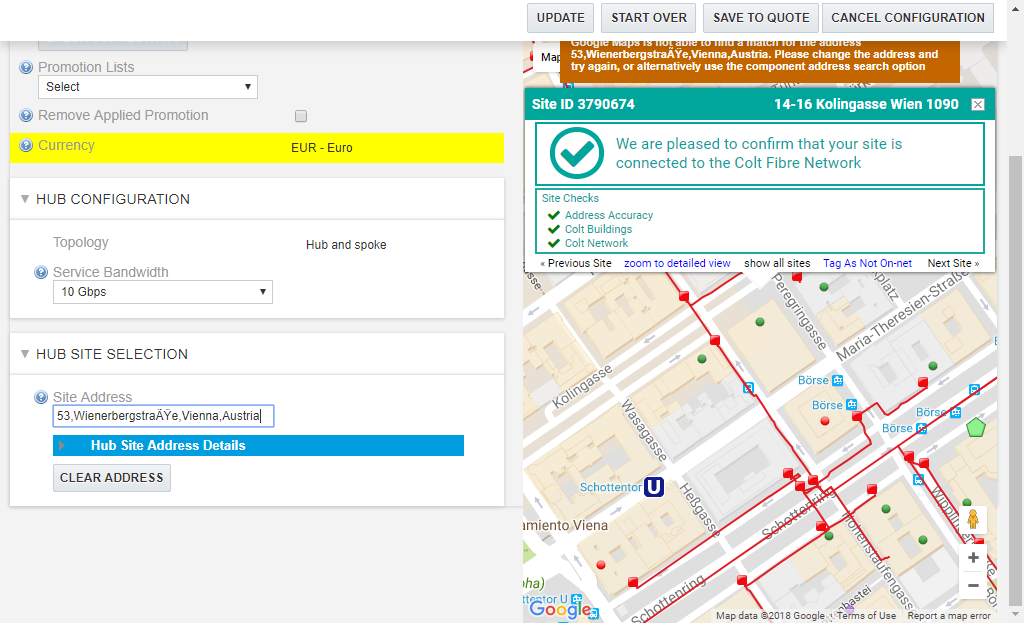 UPDATE
START OVER
SAVE TO QUOTE
CANCEL CONFIGURATION
Promotion Lists
Select
Remove Applied Promotion
Currency
EUR - Euro
HUB CONFIGURATION
Topology
Hub and spoke
Service Bandwidth
10 Gbps
HUB SITE SELECTION
Site Address
53,WienerbergstraÃŸe,Vienna,Austria
Hub Site Address Details
CLEAR ADDRESS
Map
Google Maps is not able to find a match for the address
53,WienerbergstraÃŸe,Vienna,Austria. Please change the address and
try again, or alternatively use the component address search option
Site ID 3790674
14-16 Kolingasse Wien 1090
We are pleased to confirm that your site is
connected to the Colt Fibre Network
Site Checks
Address Accuracy
Colt Buildings
Colt Network
« Previous Site
zoom to detailed view
show all sites
Tag As Not On-net
Next Site »
Peregringasse
Maria-Theresien-Straße
Kolingasse
Börse
Börse
Börse
Börse
Wasagasse
Schottentor
U
Heßgasse
Schottenring
amiento Viena
Hohenstaufengasse
Schottenring
Google
Map data ©2018 Google
Terms of Use
Report a map error